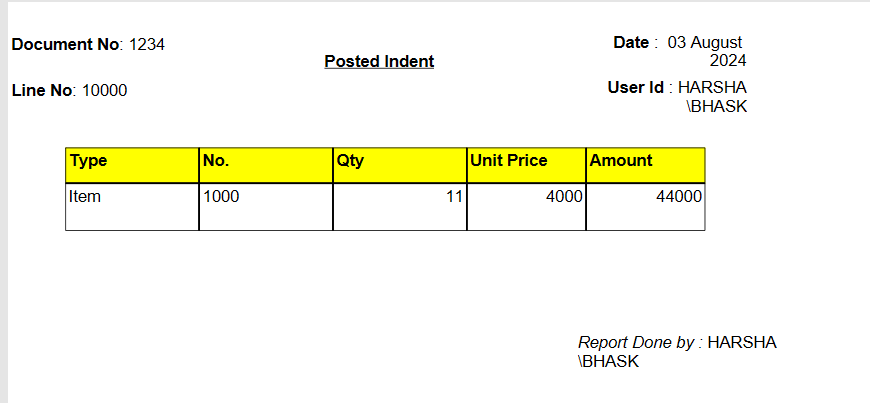 Document No: 1234
Posted Indent
Date : 03 August
2024
Line No: 10000
User Id : HARSHA
\BHASK
Type No. Qty Unit Price Amount
Item 1000 11 4000 44000
Report Done by : HARSHA
\BHASK